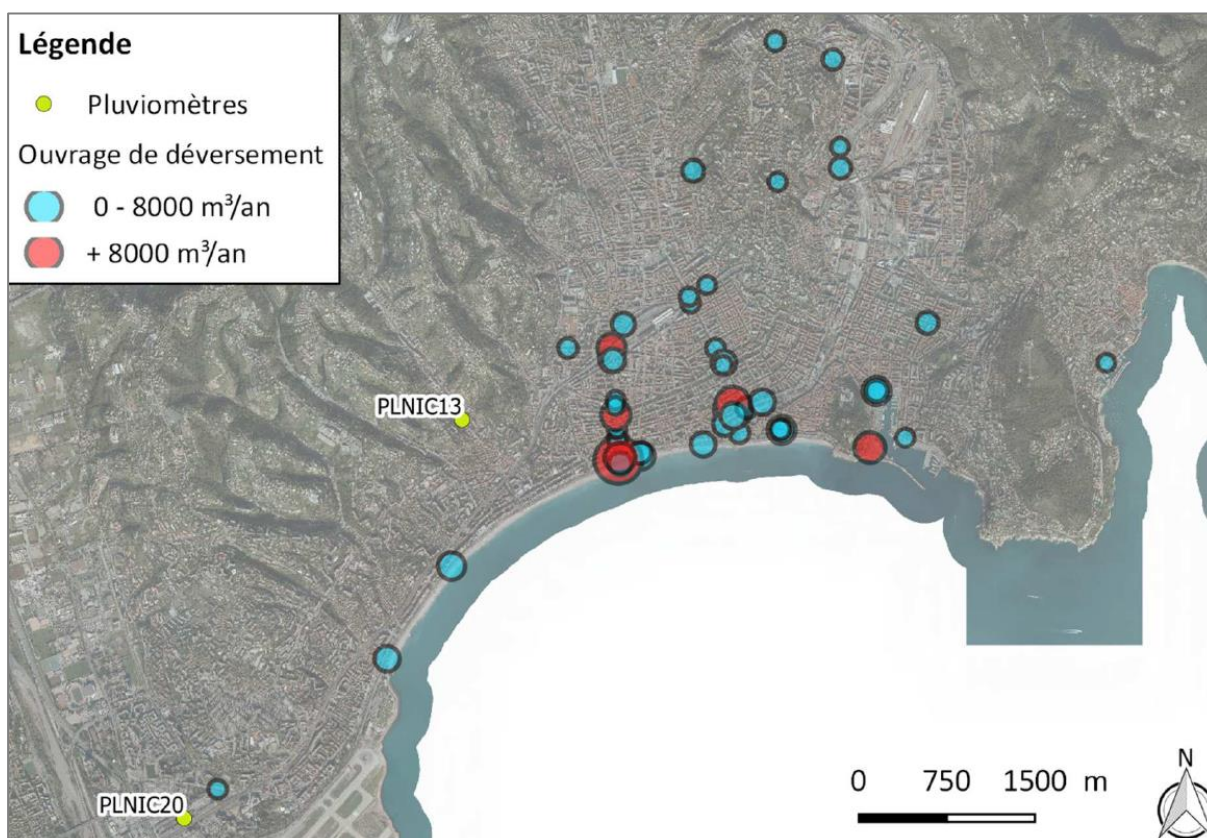 Légende
Pluviomètres
Ouvrage de déversement
0 - 8000 m³/an
+ 8000 m³/an
PLNIC13
PLNIC20
0 750 1500 m
N